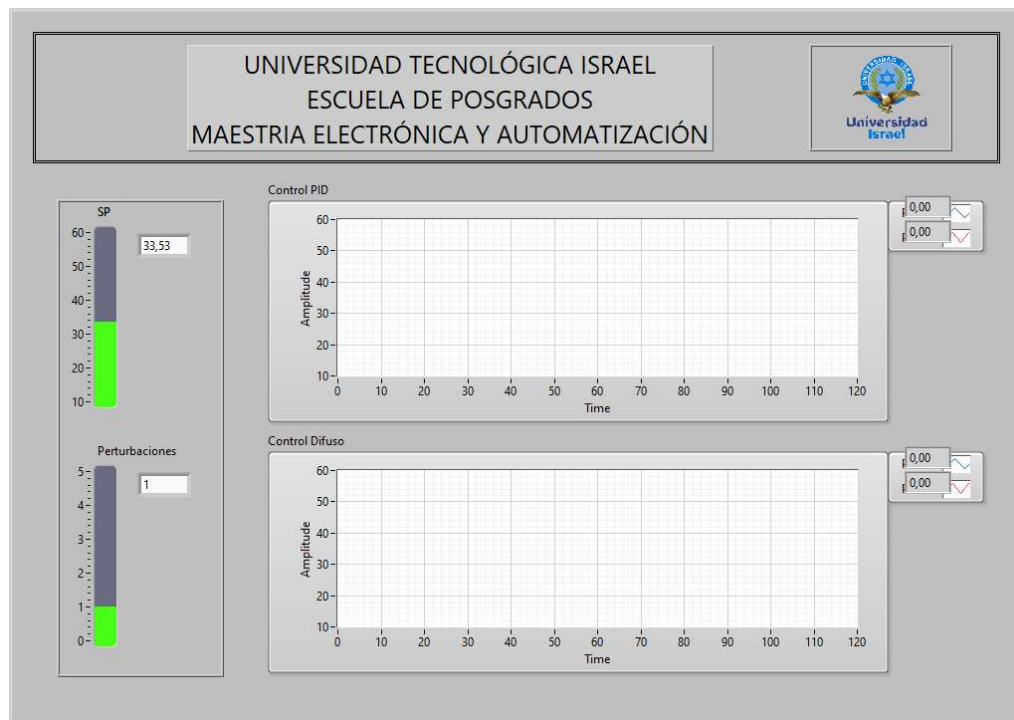 UNIVERSIDAD TECNOLÓGICA ISRAEL
ESCUELA DE POSGRADOS
MAESTRIA ELECTRÓNICA Y AUTOMATIZACIÓN
UNIVERSIDAD ISRAEL
Universidad
Israel
SP
60
50
40
30
20
10
33,53
Perturbaciones
5
4
3
2
1
0
1
Control PID
Amplitude
60
50
40
30
20
10
0 10 20 30 40 50 60 70 80 90 100 110 120
Time
0,00
0,00
Control Difuso
Amplitude
60
50
40
30
20
10
0 10 20 30 40 50 60 70 80 90 100 110 120
Time
0,00
0,00